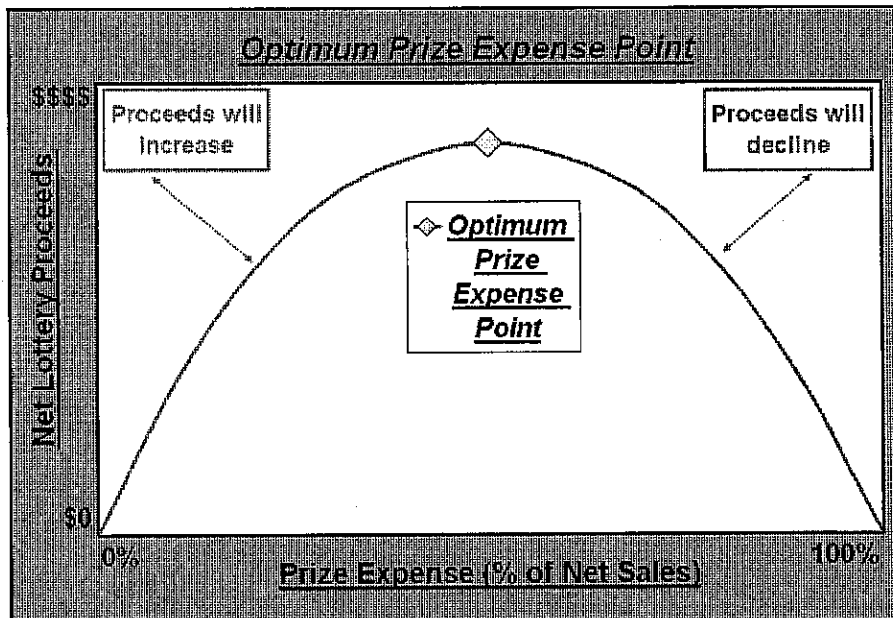 Optimum Prize Expense Point
$$$$
Proceeds will
increase
Proceeds will
decline
Net Lottery Proceeds
Optimum
Prize
Expense
Point
$0
0%
100%
Prize Expense (% of Net Sales)